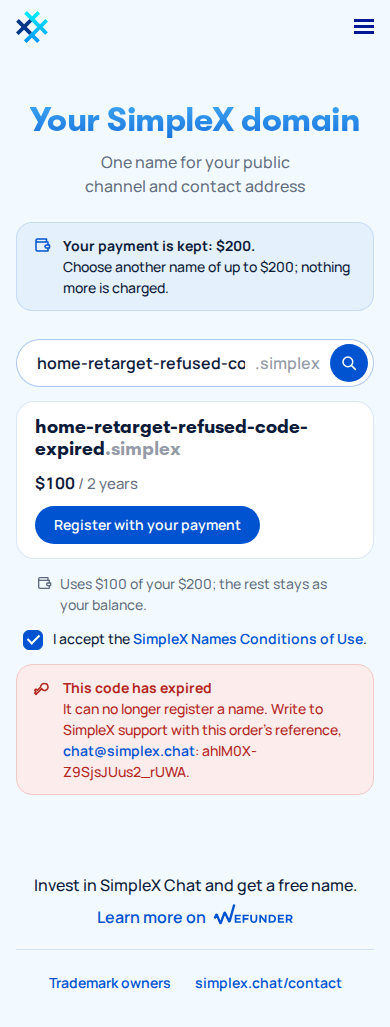 Your SimpleX domain
One name for your public
channel and contact address
Your payment is kept: $200.
Choose another name of up to $200; nothing
more is charged.
home-retarget-refused-co .simplex
home-retarget-refused-code-
expired.simplex
$100 / 2 years
Register with your payment
Uses $100 of your $200; the rest stays as
your balance.
I accept the SimpleX Names Conditions of Use.
This code has expired
It can no longer register a name. Write to
SimpleX support with this order's reference,
chat@simplex.chat: ahlM0X-
Z9SjsJUus2_rUWA.
Invest in SimpleX Chat and get a free name.
Learn more on WEFUNDER
Trademark owners simplex.chat/contact